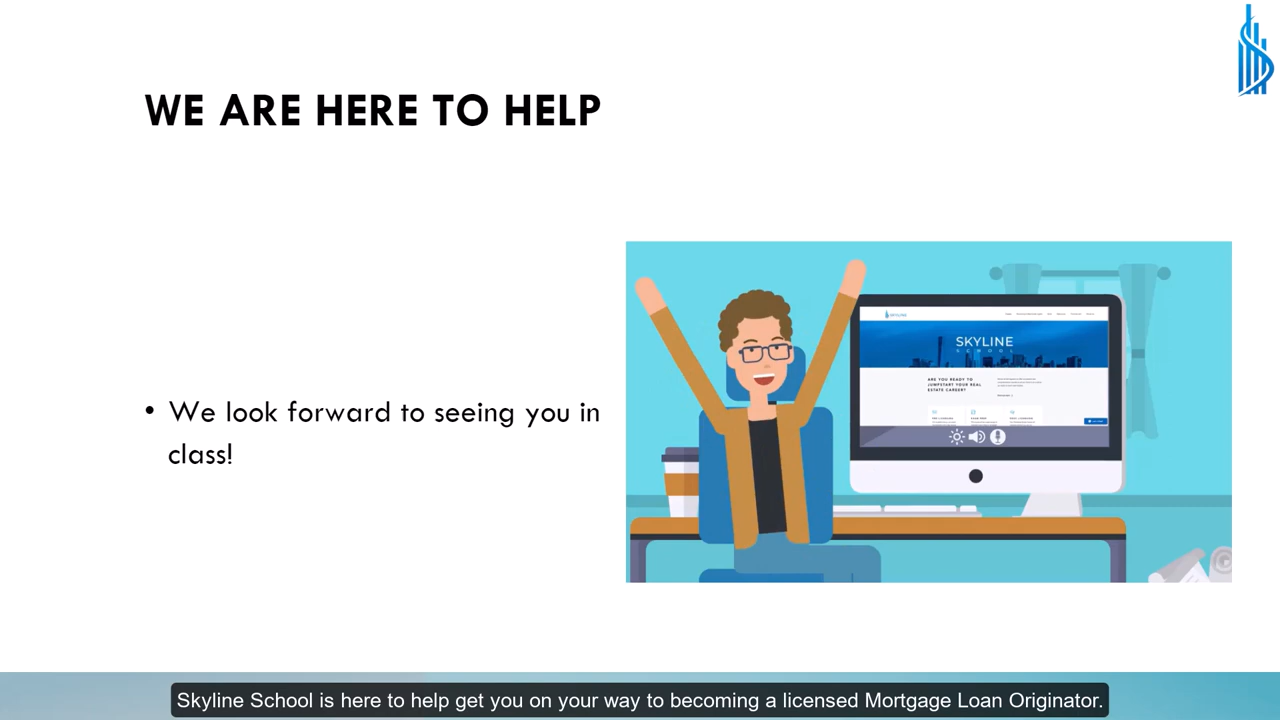 WE ARE HERE TO HELP
• We look forward to seeing you in
class!
SKYLINE
SKYLINE
SCHOOL
ARE YOU READY TO
JUMPSTART YOUR REAL
ESTATE CAREER?
Skyline School is here to help get you on your way to becoming a licensed Mortgage Loan Originator.